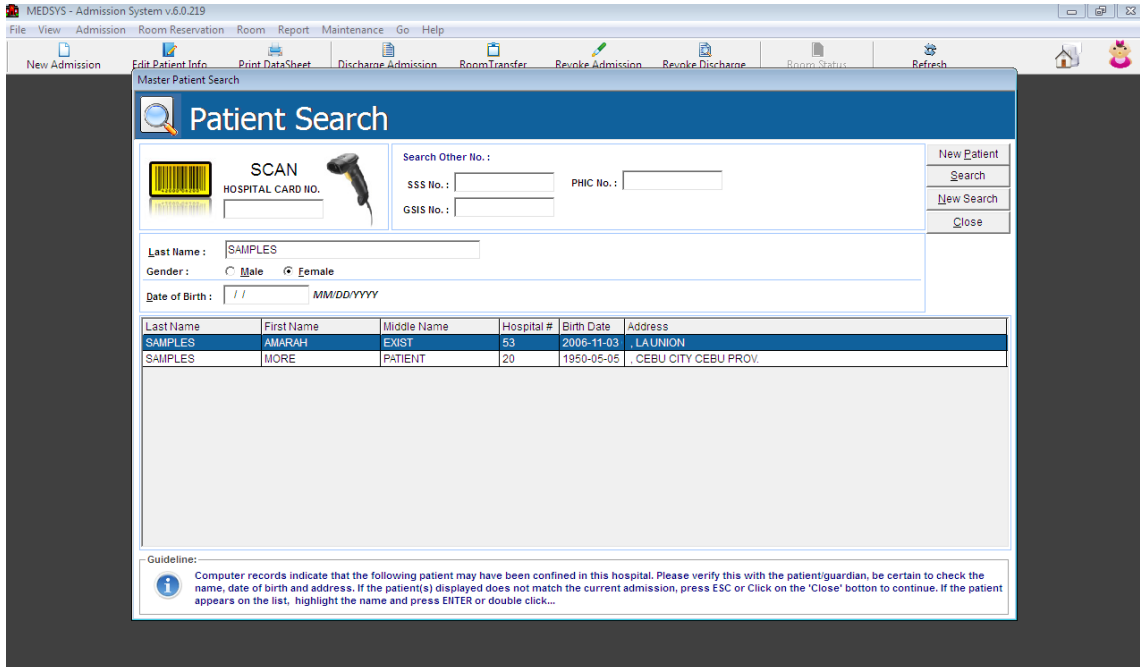 MEDSYS - Admission System v.6.0.219
File View Admission Room Reservation Room Report Maintenance Go Help
New Admission Edit Patient Info Print DataSheet Discharge Admission RoomTransfer Revoke Admission Revoke Discharge Room Status Refresh
Master Patient Search
Patient Search
SCAN
HOSPITAL CARD NO.
Search Other No. :
SSS No. :
PHIC No. :
GSIS No. :
New Patient
Search
New Search
Close
Last Name : SAMPLES
Gender : Male Female
Date of Birth : / / MM/DD/YYYY
Last Name First Name Middle Name Hospital # Birth Date Address
SAMPLES AMARAH EXIST 53 2006-11-03 , LA UNION
SAMPLES MORE PATIENT 20 1950-05-05 , CEBU CITY CEBU PROV.
Guideline:
Computer records indicate that the following patient may have been confined in this hospital. Please verify this with the patient/guardian, be certain to check the
name, date of birth and address. If the patient(s) displayed does not match the current admission, press ESC or Click on the 'Close' botton to continue. If the patient
appears on the list, highlight the name and press ENTER or double click...